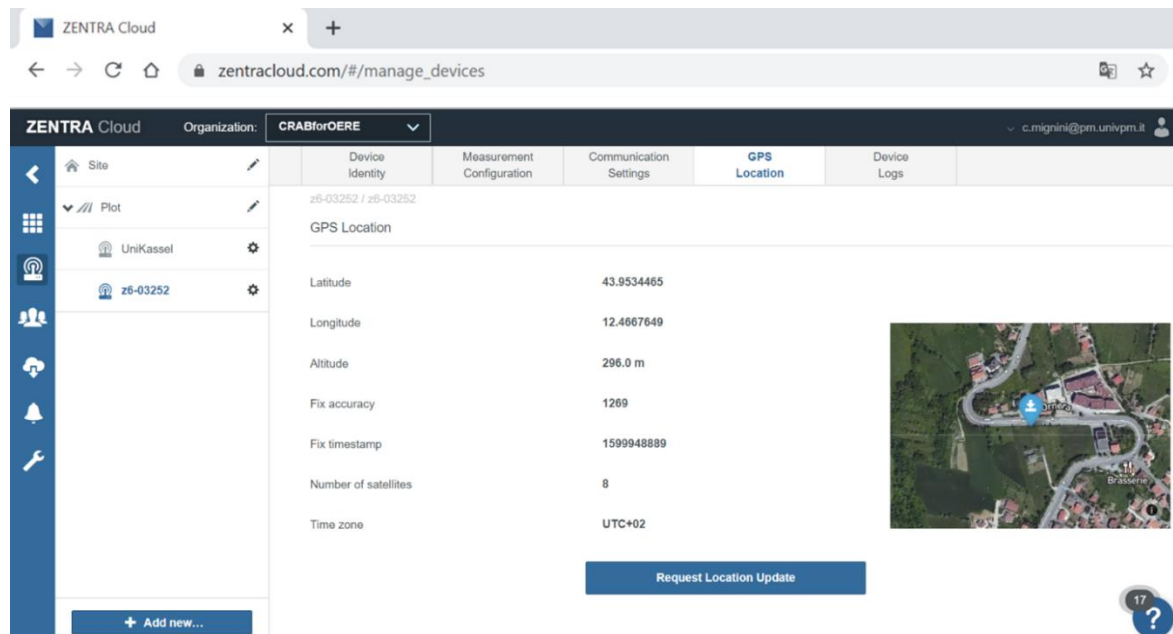 ZENTRA Cloud
zentracloud.com/#/manage_devices
ZENTRA Cloud
Organization:
CRABforOERE
c.mignini@pm.univpm.it
Site
Plot
UniKassel
z6-03252
+ Add new...
Device
Identity
Measurement
Configuration
Communication
Settings
GPS
Location
Device
Logs
z6-03252 / z6-03252
GPS Location
Latitude 43.9534465
Longitude 12.4667649
Altitude 296.0 m
Fix accuracy 1269
Fix timestamp 1599948889
Number of satellites 8
Time zone UTC+02
Brasserie
Request Location Update
17
?